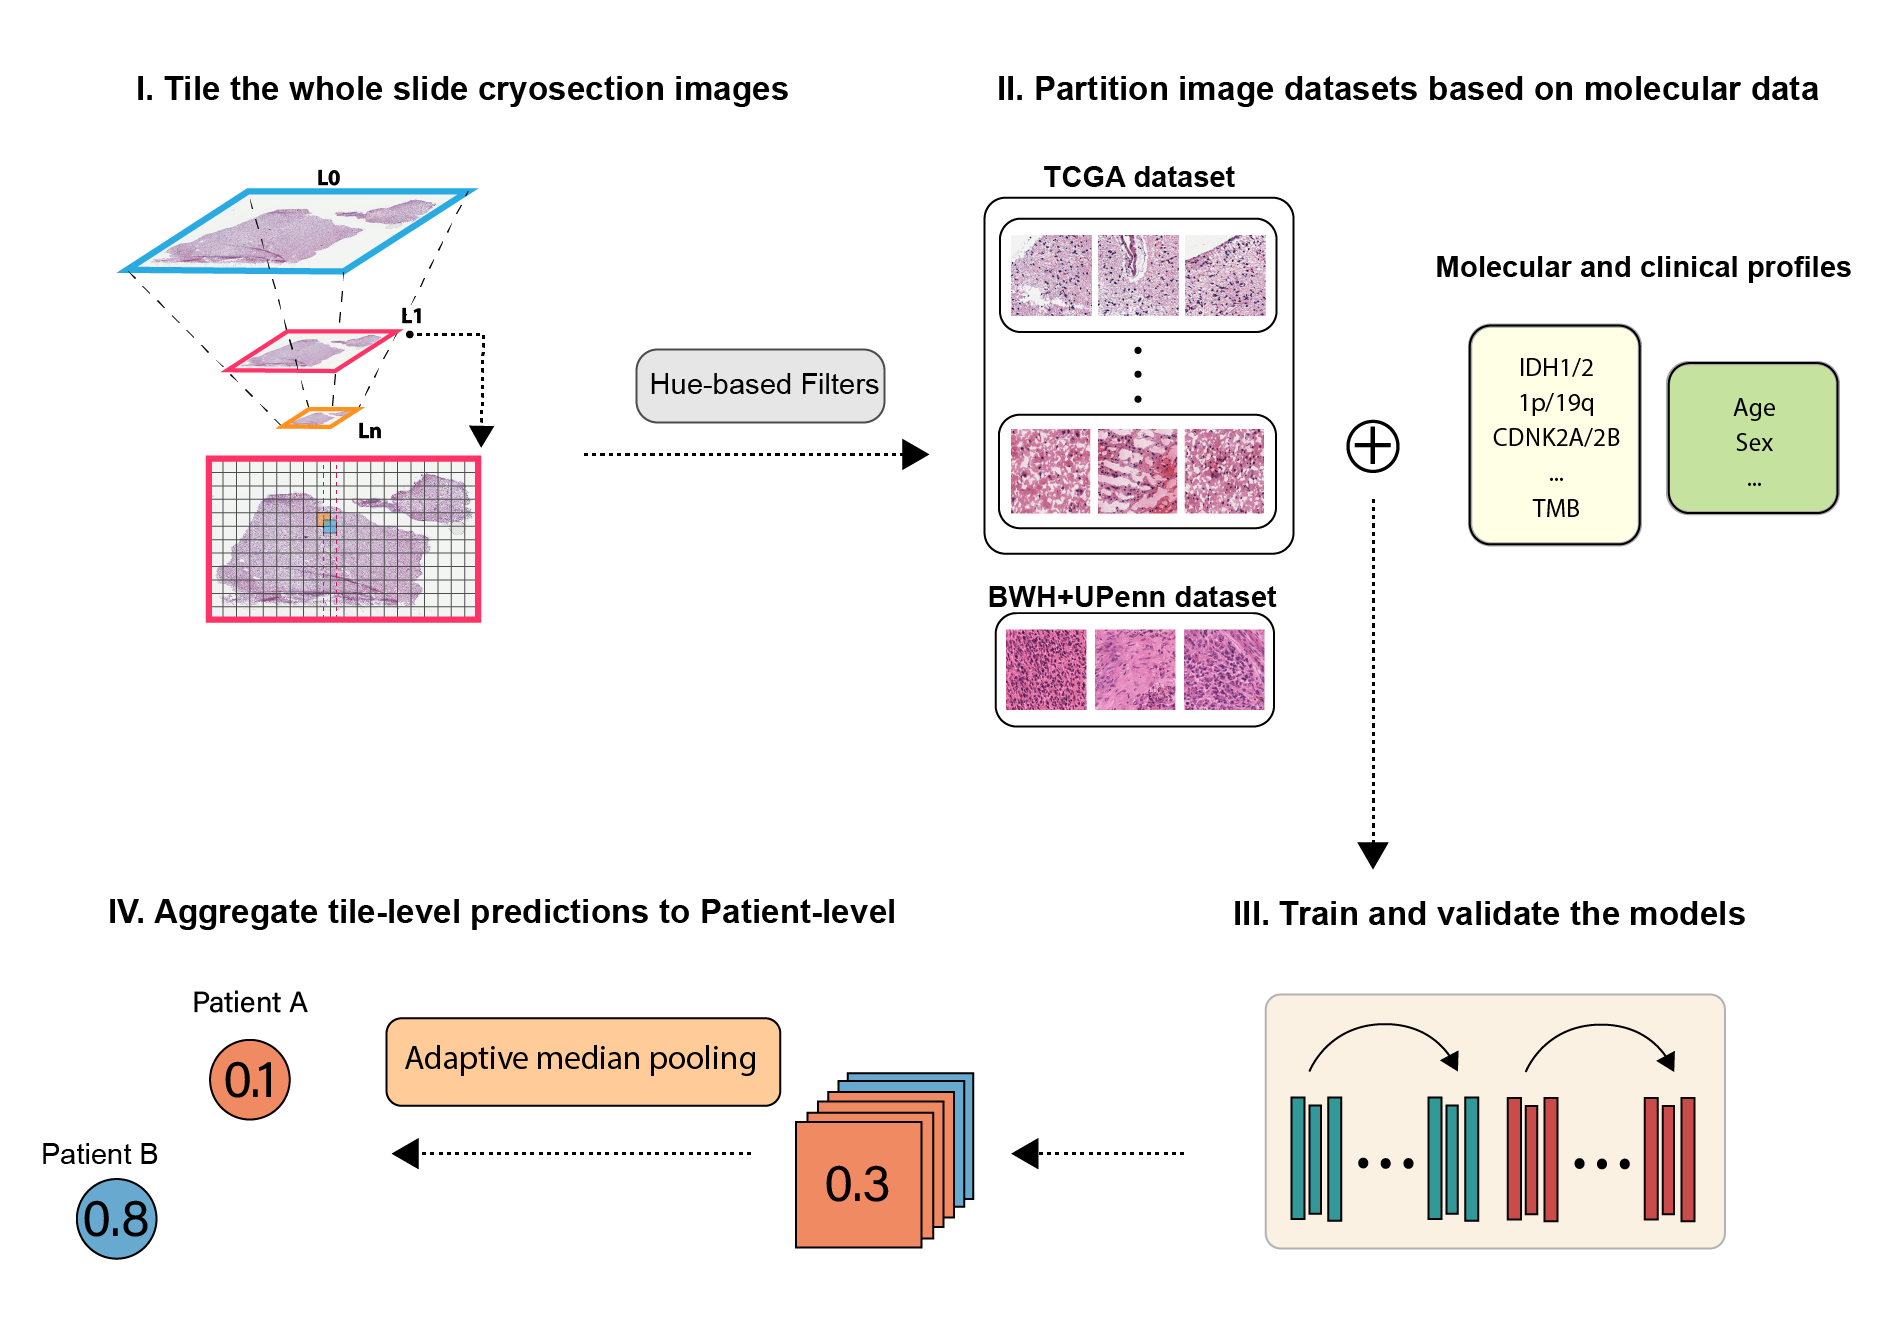 I. Tile the whole slide cryosection images
L0
L1
Ln
Hue-based Filters
II. Partition image datasets based on molecular data
TCGA dataset
BWH+UPenn dataset
Molecular and clinical profiles
IDH1/2
1p/19q
CDNK2A/2B
...
TMB
Age
Sex
...
III. Train and validate the models
IV. Aggregate tile-level predictions to Patient-level
Patient A
0.1
Patient B
0.8
Adaptive median pooling
0.3